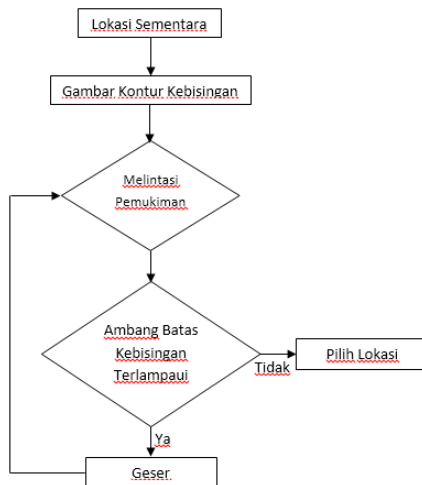 Lokasi Sementara
Gambar Kontur Kebisingan
Melintasi
Pemukiman
Ambang Batas
Kebisingan
Terlampaui
Tidak
Pilih Lokasi
Ya
Geser